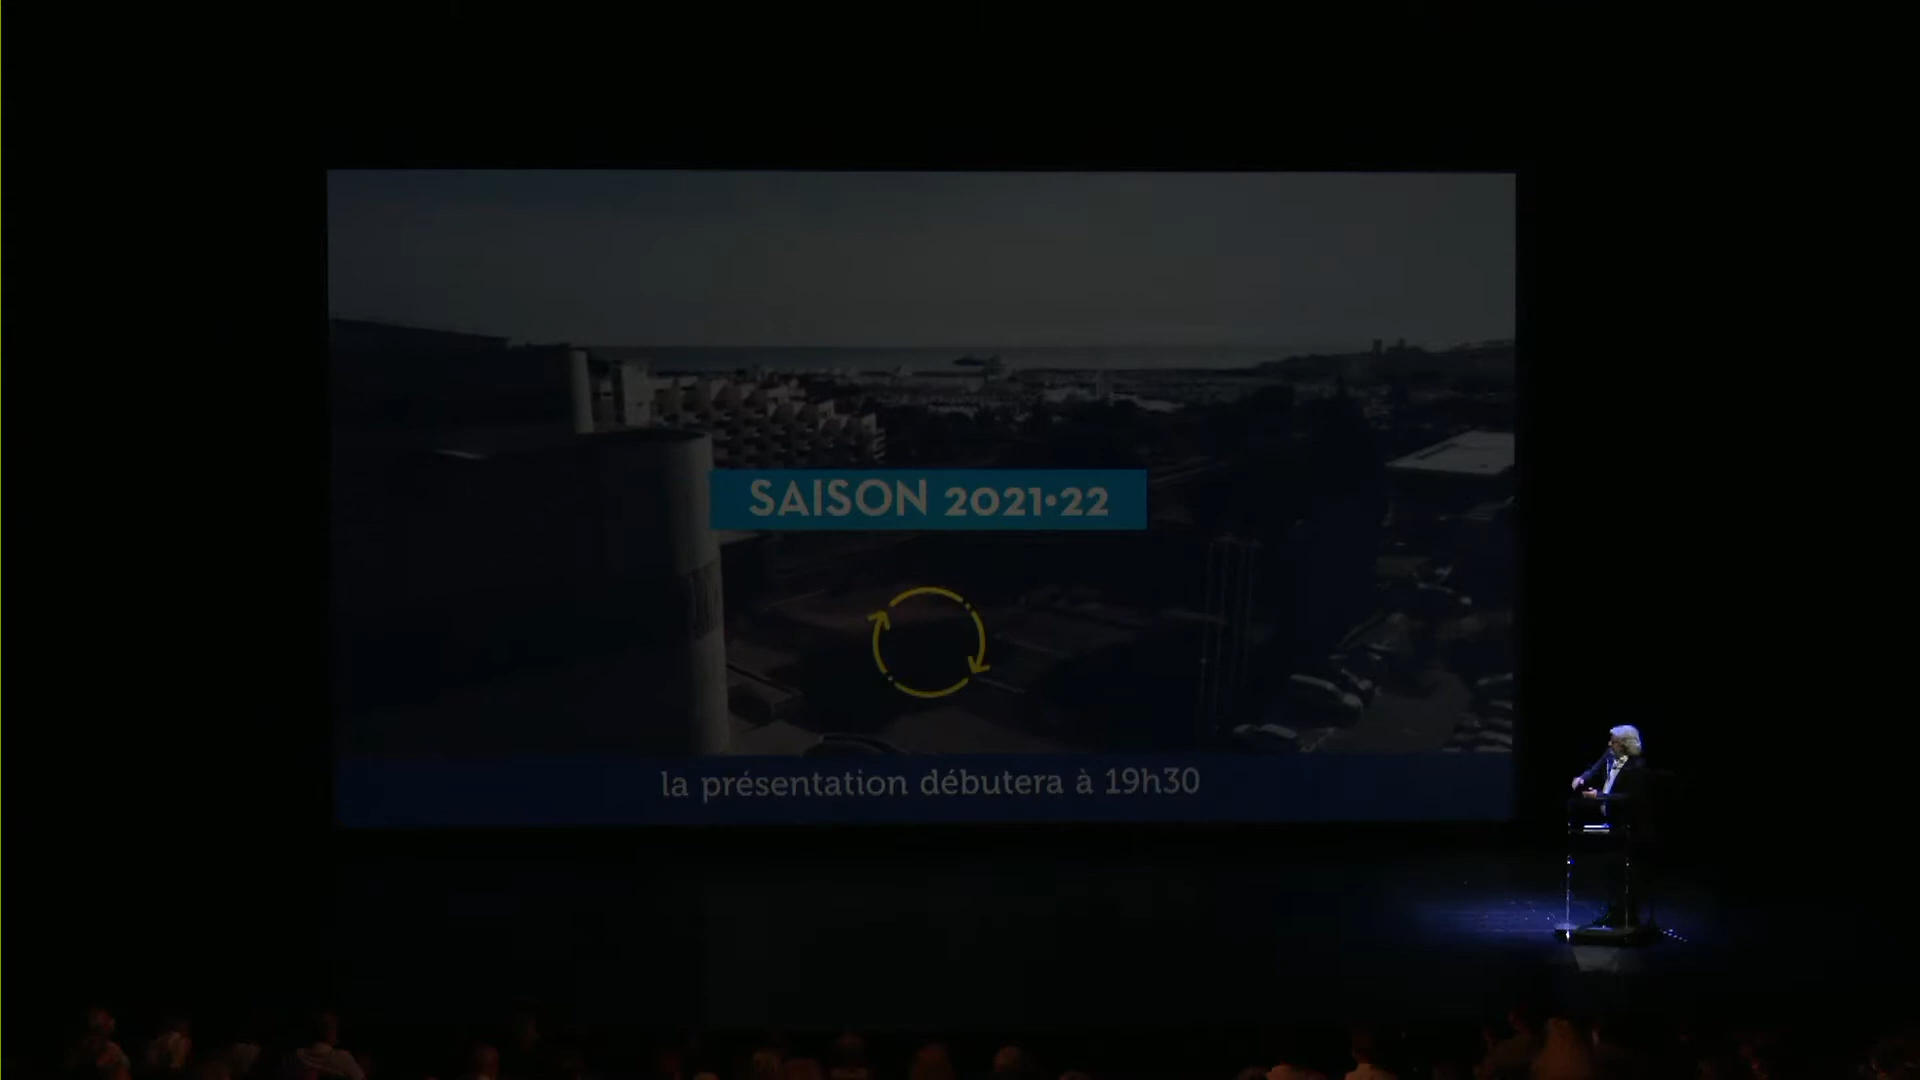 SAISON 2021•22
la présentation débutera à 19h30